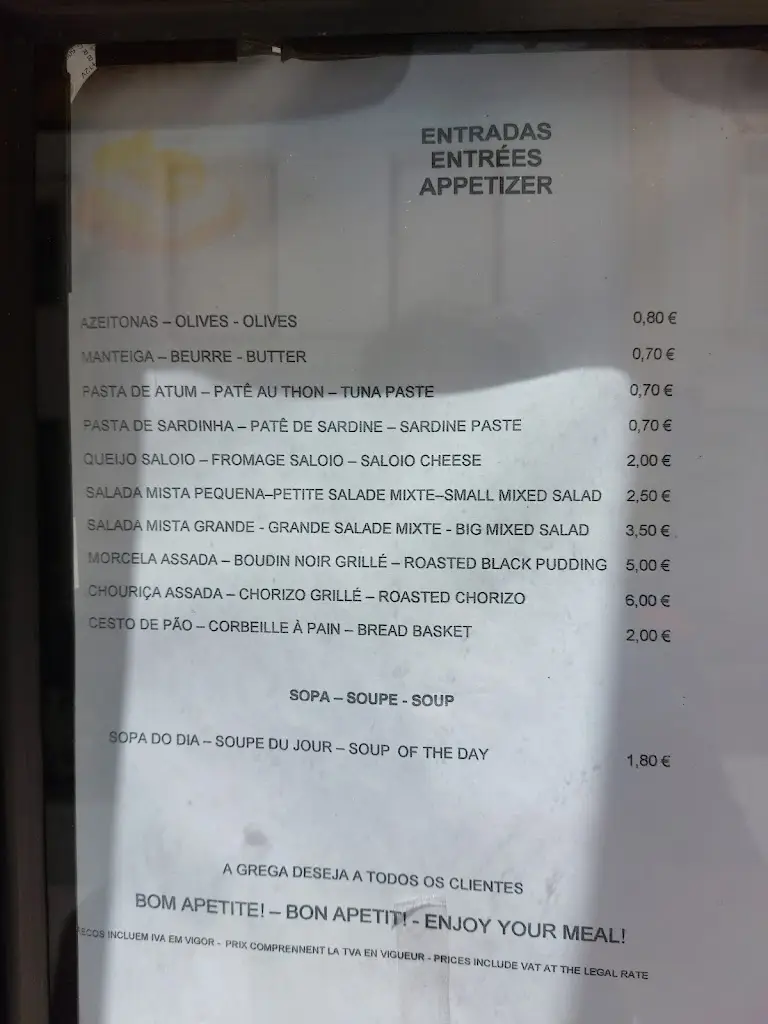 ENTRADAS
ENTRÉES
APPETIZER
AZEITONAS – OLIVES - OLIVES 0,80 €
MANTEIGA – BEURRE - BUTTER 0,70 €
PASTA DE ATUM – PATÊ AU THON – TUNA PASTE 0,70 €
PASTA DE SARDINHA – PATÊ DE SARDINE – SARDINE PASTE 0,70 €
QUEIJO SALOIO – FROMAGE SALOIO – SALOIO CHEESE 2,00 €
SALADA MISTA PEQUENA–PETITE SALADE MIXTE–SMALL MIXED SALAD 2,50 €
SALADA MISTA GRANDE - GRANDE SALADE MIXTE - BIG MIXED SALAD 3,50 €
MORCELA ASSADA – BOUDIN NOIR GRILLÉ – ROASTED BLACK PUDDING 5,00 €
CHOURIÇA ASSADA – CHORIZO GRILLÉ – ROASTED CHORIZO 6,00 €
CESTO DE PÃO – CORBEILLE À PAIN – BREAD BASKET 2,00 €
SOPA – SOUPE - SOUP
SOPA DO DIA – SOUPE DU JOUR – SOUP OF THE DAY 1,80 €
A GREGA DESEJA A TODOS OS CLIENTES
BOM APETITE! – BON APETIT! - ENJOY YOUR MEAL!
INCLUEM IVA EM VIGOR - PRIX COMPRENNENT LA TVA EN VIGUEUR - PRICES INCLUDE VAT AT THE LEGAL RATE